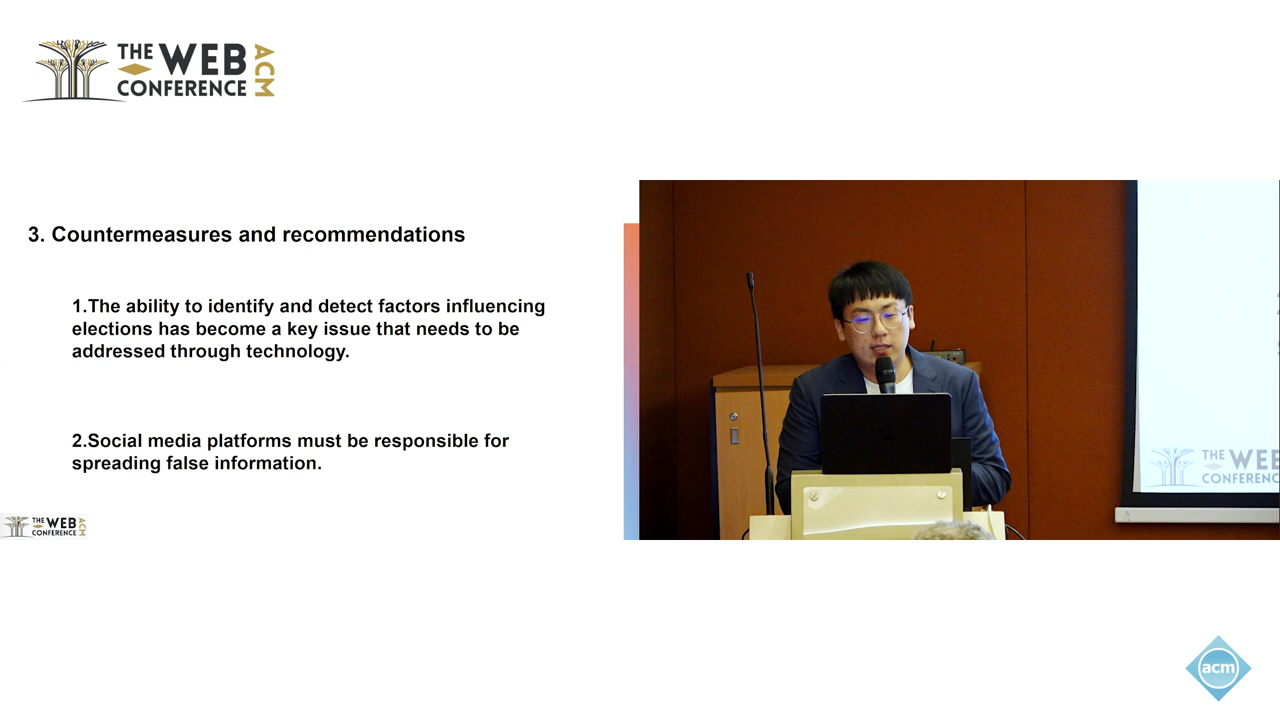 THE WEB CONFERENCE ACM
3. Countermeasures and recommendations
1.The ability to identify and detect factors influencing
elections has become a key issue that needs to be
addressed through technology.
2.Social media platforms must be responsible for
spreading false information.
THE WEB CONFERENCE ACM
THE WEB
CONFERENC
acm